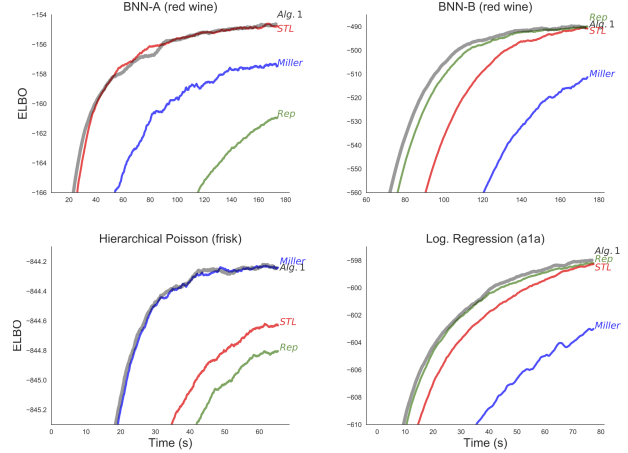 BNN-A (red wine)
ELBO
−154
−156
−158
−160
−162
−164
−166
0
20
40
60
80
100
120
140
160
180
Alg. 1
STL
Miller
Rep
BNN-B (red wine)
−490
−500
−510
−520
−530
−540
−550
−560
60
80
100
120
140
160
180
Rep
Alg. 1
STL
Miller
Hierarchical Poisson (frisk)
ELBO
−844.2
−844.4
−844.6
−844.8
−845.0
−845.2
0
10
20
30
40
50
60
70
Time (s)
Miller
Alg. 1
STL
Rep
Log. Regression (a1a)
−598
−600
−602
−604
−606
−608
−610
0
10
20
30
40
50
60
70
80
Time (s)
Alg. 1
Rep
STL
Miller